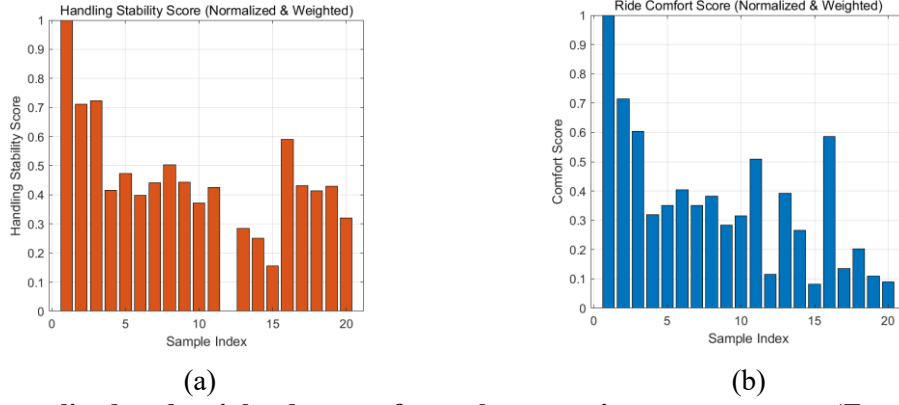 Handling Stability Score (Normalized & Weighted)
1
0.9
0.8
0.7
0.6
0.5
0.4
0.3
0.2
0.1
0
Handling Stability Score
0 5 10 15 20
Sample Index
(a)
Ride Comfort Score (Normalized & Weighted)
1
0.9
0.8
0.7
0.6
0.5
0.4
0.3
0.2
0.1
0
Comfort Score
0 5 10 15 20
Sample Index
(b)